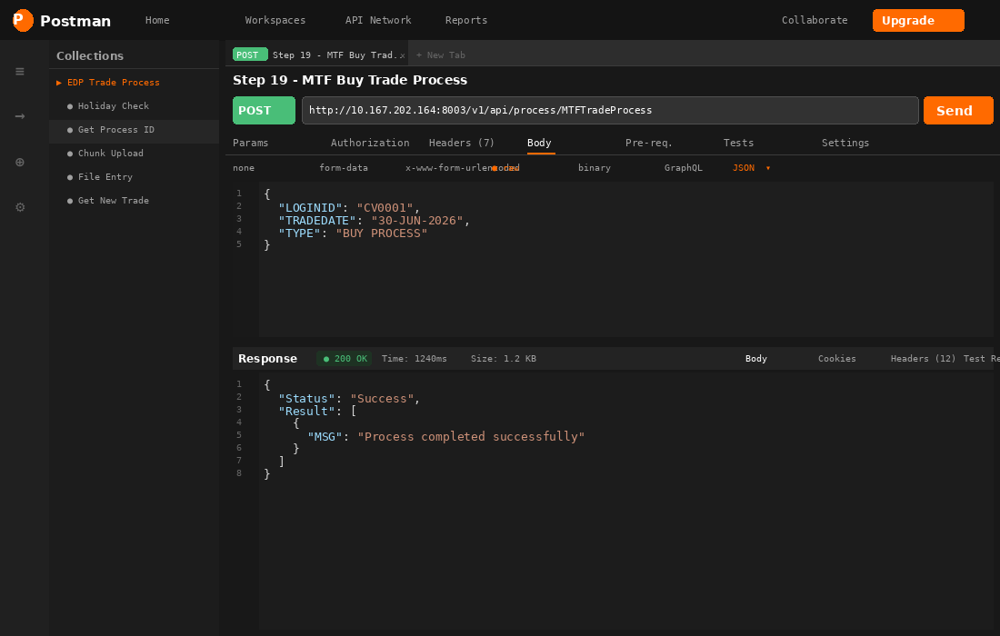 P Postman Home Workspaces API Network Reports Collaborate Upgrade
Collections
▶ EDP Trade Process
● Holiday Check
● Get Process ID
● Chunk Upload
● File Entry
● Get New Trade
POST Step 19 - MTF Buy Trad.. x + New Tab
Step 19 - MTF Buy Trade Process
POST http://10.167.202.164:8003/v1/api/process/MTFTradeProcess Send
Params Authorization Headers (7) Body Pre-req. Tests Settings
none form-data x-www-form-urlencoded ● raw binary GraphQL JSON ▾
1 {
2 "LOGINID": "CV0001",
3 "TRADEDATE": "30-JUN-2026",
4 "TYPE": "BUY PROCESS"
5 }
Response ● 200 OK Time: 1240ms Size: 1.2 KB Body Cookies Headers (12) Test Re
1 {
2 "Status": "Success",
3 "Result": [
4 {
5 "MSG": "Process completed successfully"
6 }
7 ]
8 }